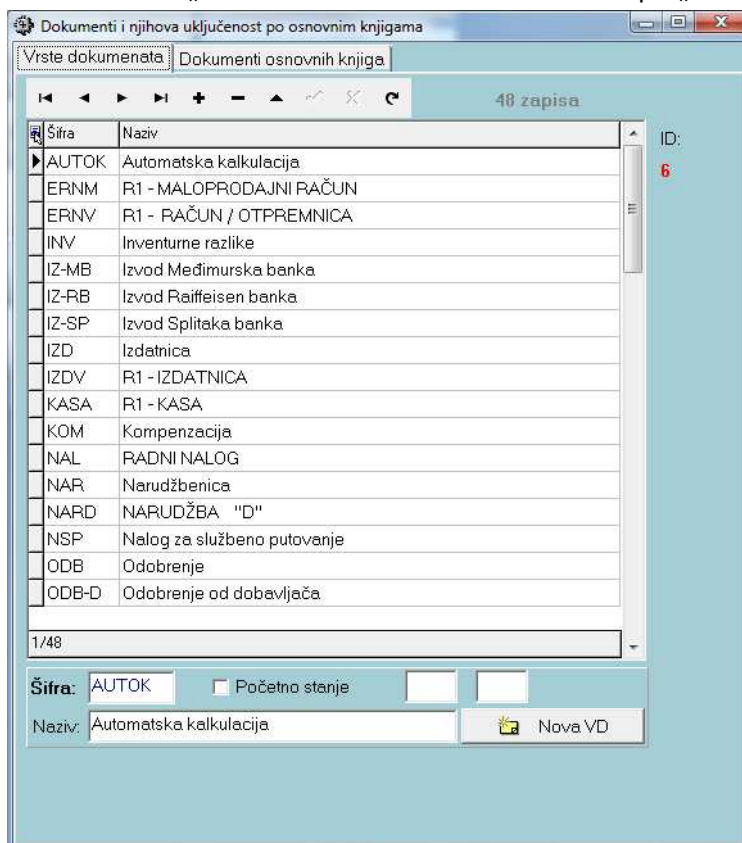 Dokumenti i njihova uključenost po osnovnim knjigama
Vrste dokumenata Dokumenti osnovnih knjiga
48 zapisa
Šifra Naziv
ID:
AUTOK Automatska kalkulacija
6
ERNM R1 - MALOPRODAJNI RAČUN
ERNV R1 - RAČUN / OTPREMNICA
INV Inventurne razlike
IZ-MB Izvod Međimurska banka
IZ-RB Izvod Raiffeisen banka
IZ-SP Izvod Splitaka banka
IZD Izdatnica
IZDV R1 - IZDATNICA
KASA R1 - KASA
KOM Kompenzacija
NAL RADNI NALOG
NAR Narudžbenica
NARD NARUDŽBA "D"
NSP Nalog za službeno putovanje
ODB Odobrenje
ODB-D Odobrenje od dobavljača
1/48
Šifra: AUTOK Početno stanje
Naziv: Automatska kalkulacija Nova VD